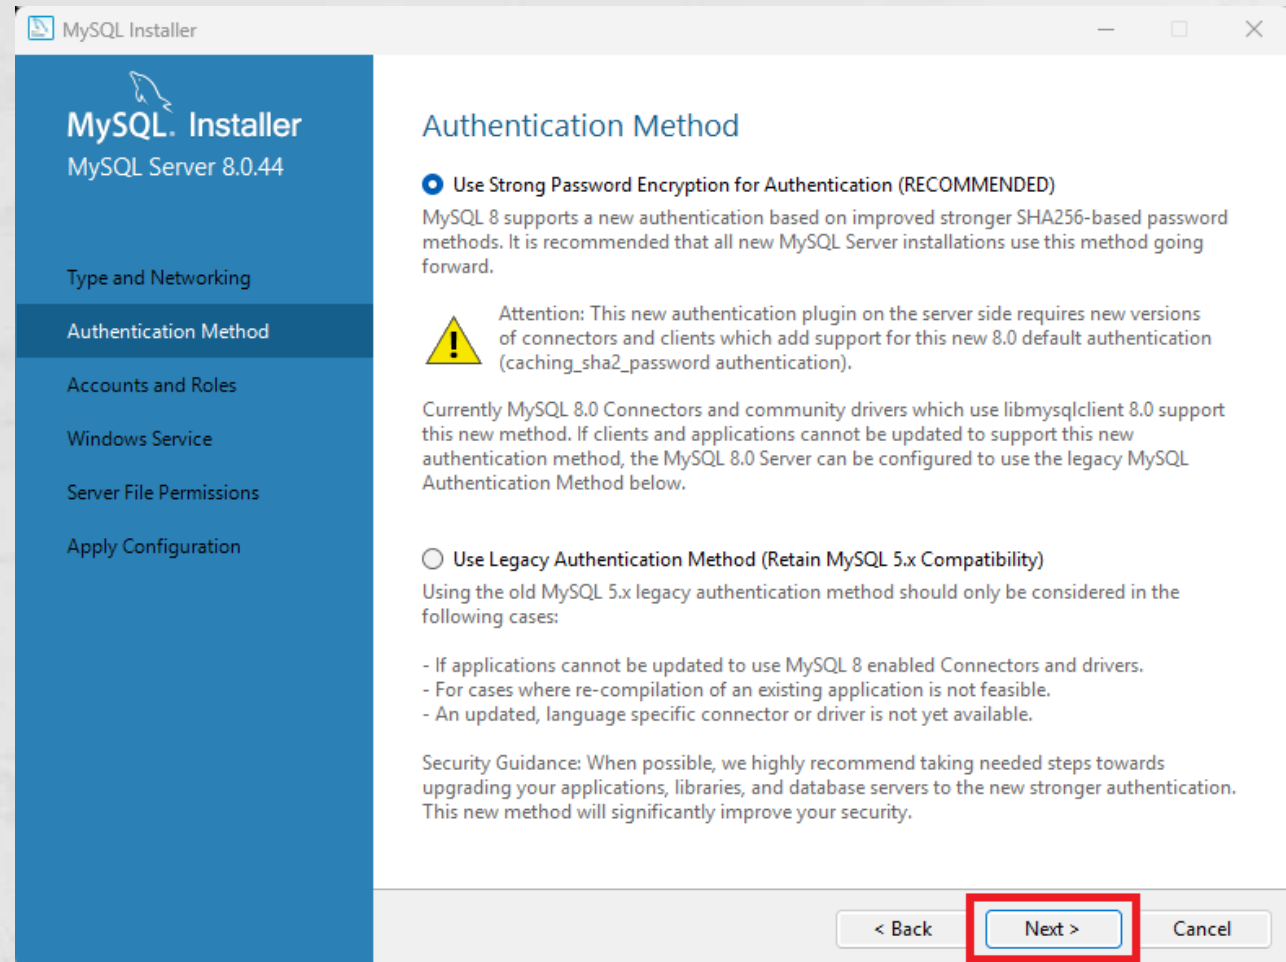 MySQL Installer
MySQL. Installer
MySQL Server 8.0.44
Type and Networking
Authentication Method
Accounts and Roles
Windows Service
Server File Permissions
Apply Configuration
Authentication Method
Use Strong Password Encryption for Authentication (RECOMMENDED)
MySQL 8 supports a new authentication based on improved stronger SHA256-based password
methods. It is recommended that all new MySQL Server installations use this method going
forward.
Attention: This new authentication plugin on the server side requires new versions
of connectors and clients which add support for this new 8.0 default authentication
(caching_sha2_password authentication).
Currently MySQL 8.0 Connectors and community drivers which use libmysqlclient 8.0 support
this new method. If clients and applications cannot be updated to support this new
authentication method, the MySQL 8.0 Server can be configured to use the legacy MySQL
Authentication Method below.
Use Legacy Authentication Method (Retain MySQL 5.x Compatibility)
Using the old MySQL 5.x legacy authentication method should only be considered in the
following cases:
- If applications cannot be updated to use MySQL 8 enabled Connectors and drivers.
- For cases where re-compilation of an existing application is not feasible.
- An updated, language specific connector or driver is not yet available.
Security Guidance: When possible, we highly recommend taking needed steps towards
upgrading your applications, libraries, and database servers to the new stronger authentication.
This new method will significantly improve your security.
< Back
Next >
Cancel